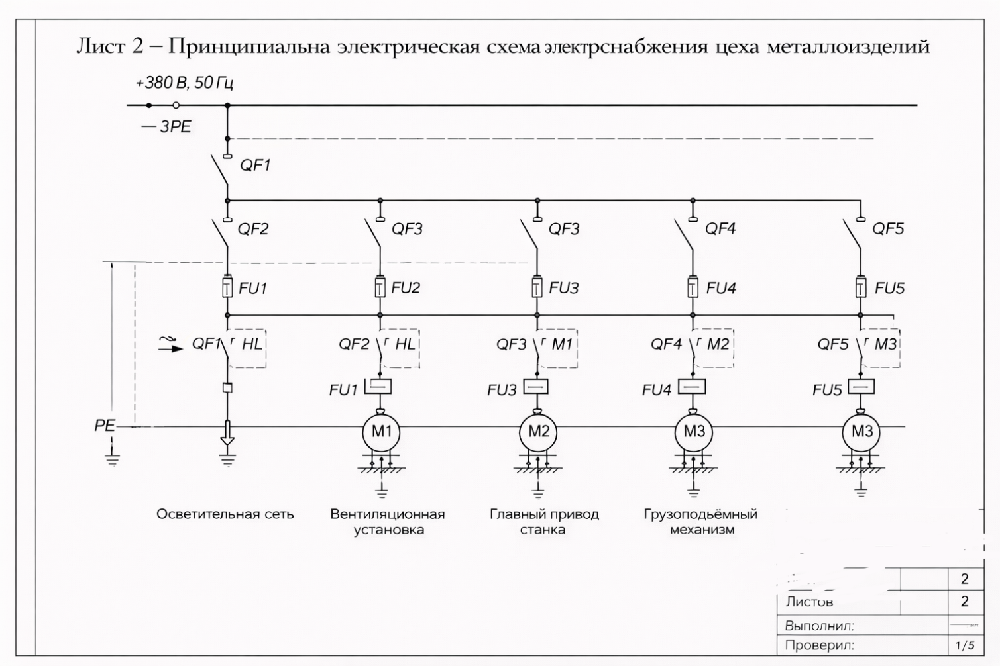 Лист 2 – Принципиальна электрическая схема электрснабжения цеха металлоизделий
+380 В, 50 Гц
— 3PE
QF1
QF2 QF3 QF3 QF4 QF5
FU1 FU2 FU3 FU4 FU5
QF1 HL QF2 HL QF3 M1 QF4 M2 QF5 M3
FU1 FU3 FU4 FU5
PE M1 M2 M3 M3
Осветительная сеть
Вентиляционная
установка
Главный привод
станка
Грузоподьёмный
механизм
2
Листов 2
Выполнил:
Проверил: 1/5